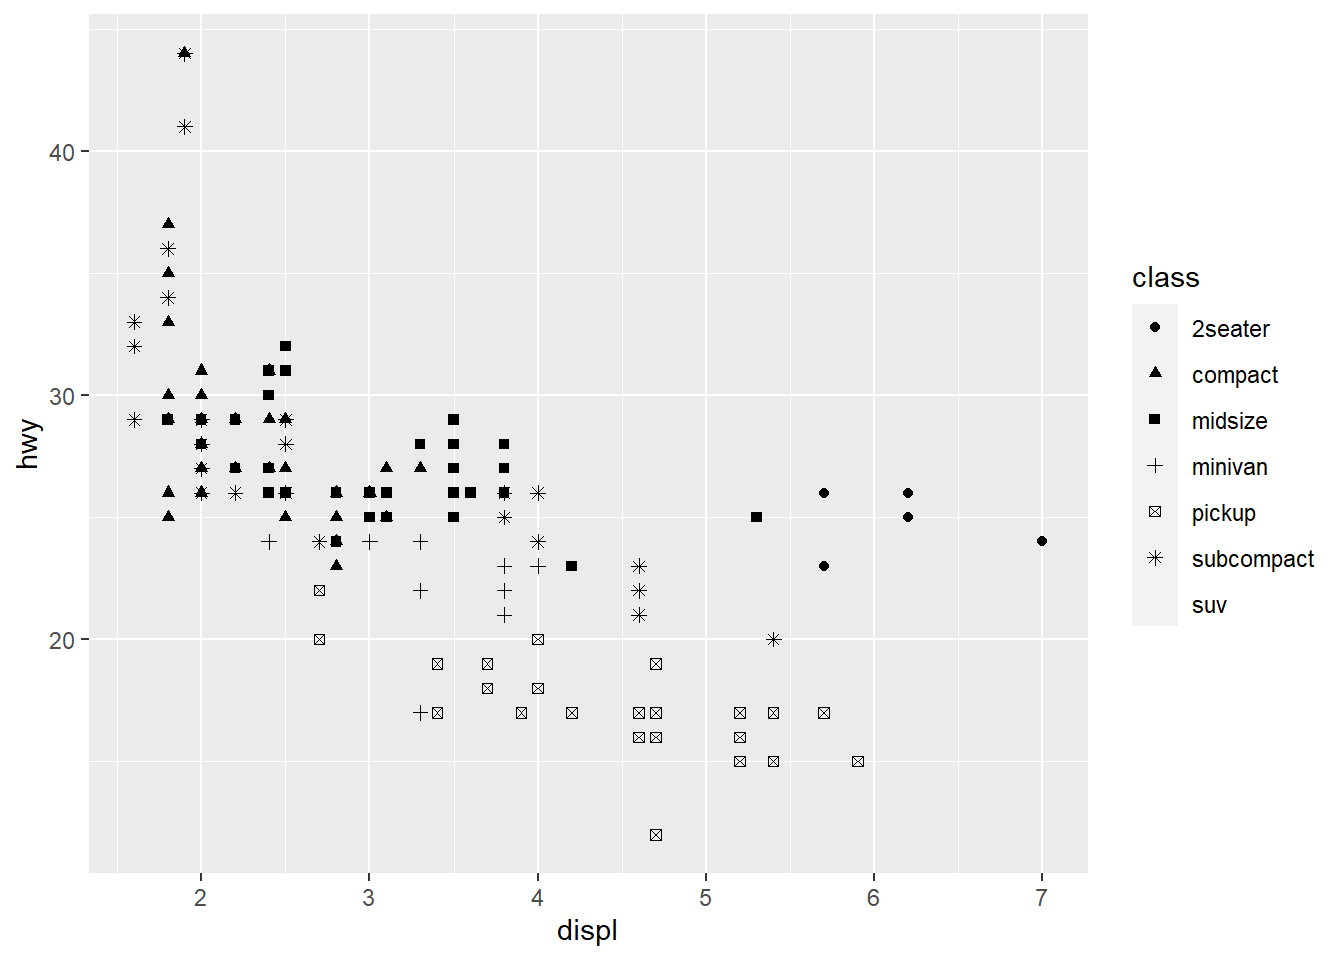 40
30
20
hwy
2 3 4 5 6 7
displ
class
2seater
compact
midsize
minivan
pickup
subcompact
suv